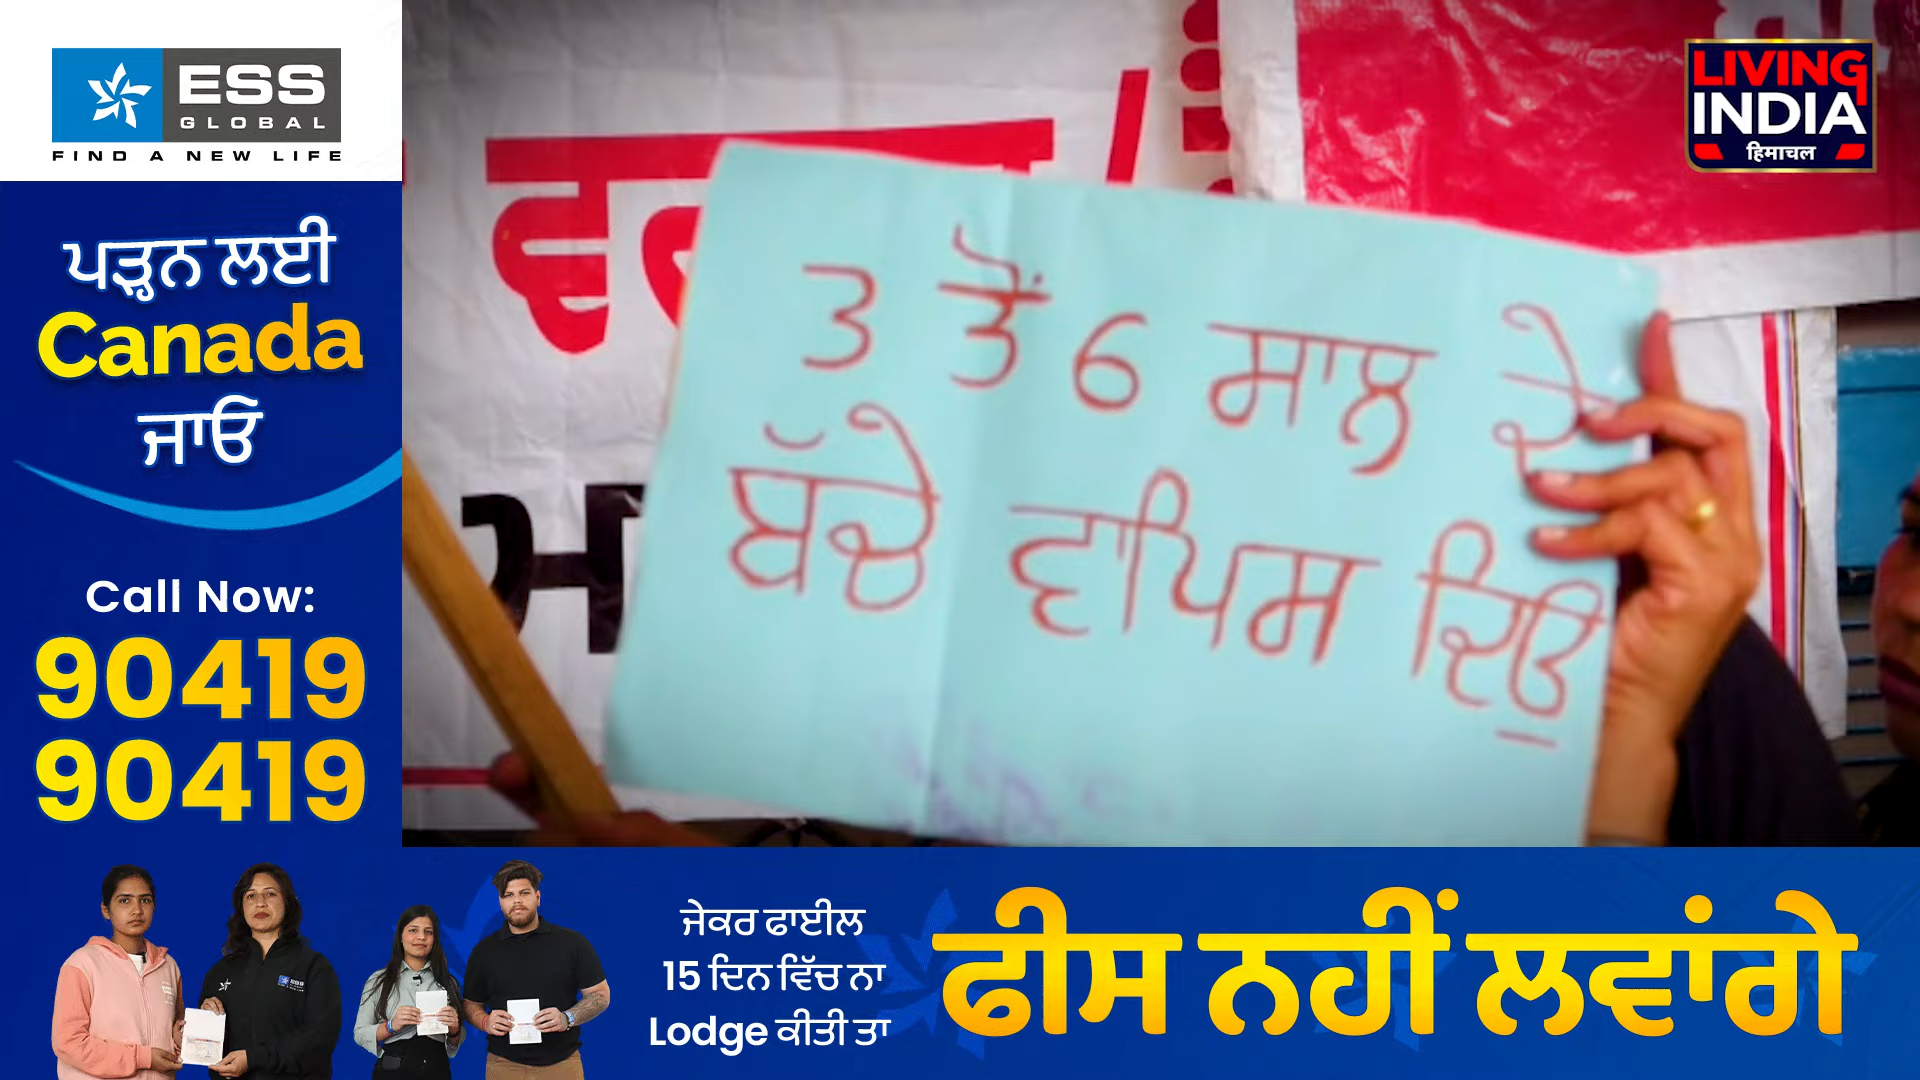 ESS
GLOBAL
FIND A NEW LIFE
ਪੜ੍ਹਨ ਲਈ
Canada
ਜਾਓ
Call Now:
90419
90419
LIVING
INDIA
हिमाचल
3 ਤੋਂ 6 ਸਾਲ ਦੇ
ਬੱਚੇ ਵਾਪਿਸ ਦਿਉ
ਜੇਕਰ ਫਾਈਲ
15 ਦਿਨ ਵਿੱਚ ਨਾ
Lodge ਕੀਤੀ ਤਾ
ਫੀਸ ਨਹੀਂ ਲਵਾਂਗੇ